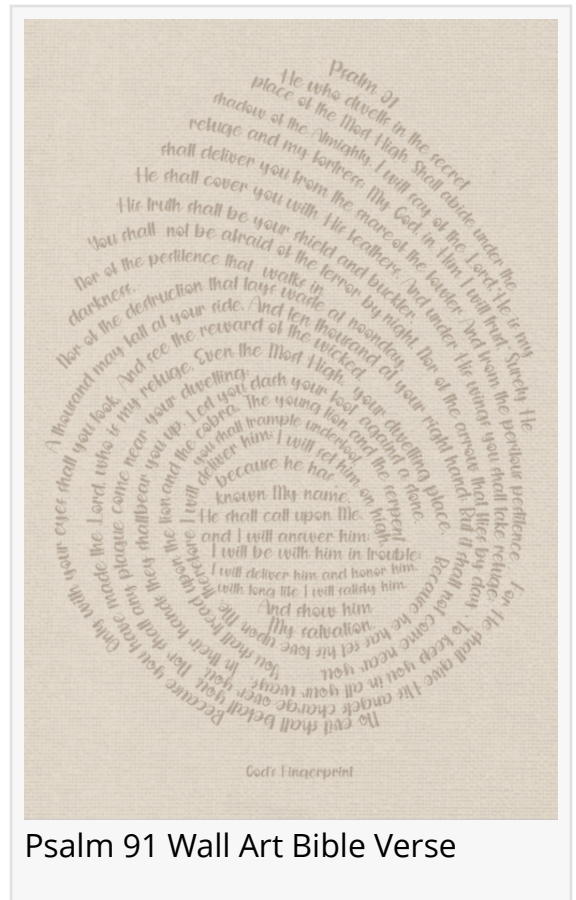 Psalm 91
He who dwells in the secret
place of the Most High, Shall abide under the
shadow of the Almighty. I will say of the Lord: "He is my
refuge and my fortress: My God, in Him I will trust." Surely He
shall deliver you from the snare of the fowler. And from the perilous pestilence.
He shall cover you with His feathers, And under His wings you shall take refuge:
His truth shall be your shield and buckler.
You shall not be afraid of the terror by night, Nor of the arrow that flies by day.
Nor of the pestilence that walks in
darkness.
Nor of the destruction that lays waste at noonday.
A thousand may fall at your side, And ten thousand at your right hand: But it shall not come near you.
Only with your eyes shall you look, And see the reward of the wicked.
Because you have made the Lord, who is my refuge, Even the Most High, your dwelling place.
No evil shall befall you, Nor shall any plague come near your dwelling:
For He shall give His angels charge over you, To keep you in all your ways.
In their hands they shallbear you up, Lest you dash your foot against a stone.
You shall tread upon the lion and the cobra, The young lion and the serpent
you shall trample underfoot.
Because he has set his love upon Me, therefore I will deliver him: I will set him on high,
because he has
known My name.
He shall call upon Me,
and I will answer him:
I will be with him in trouble:
I will deliver him and honor him.
with long life I will satisfy him.
And show him
My salvation.
God's Fingerprint
Psalm 91 Wall Art Bible Verse